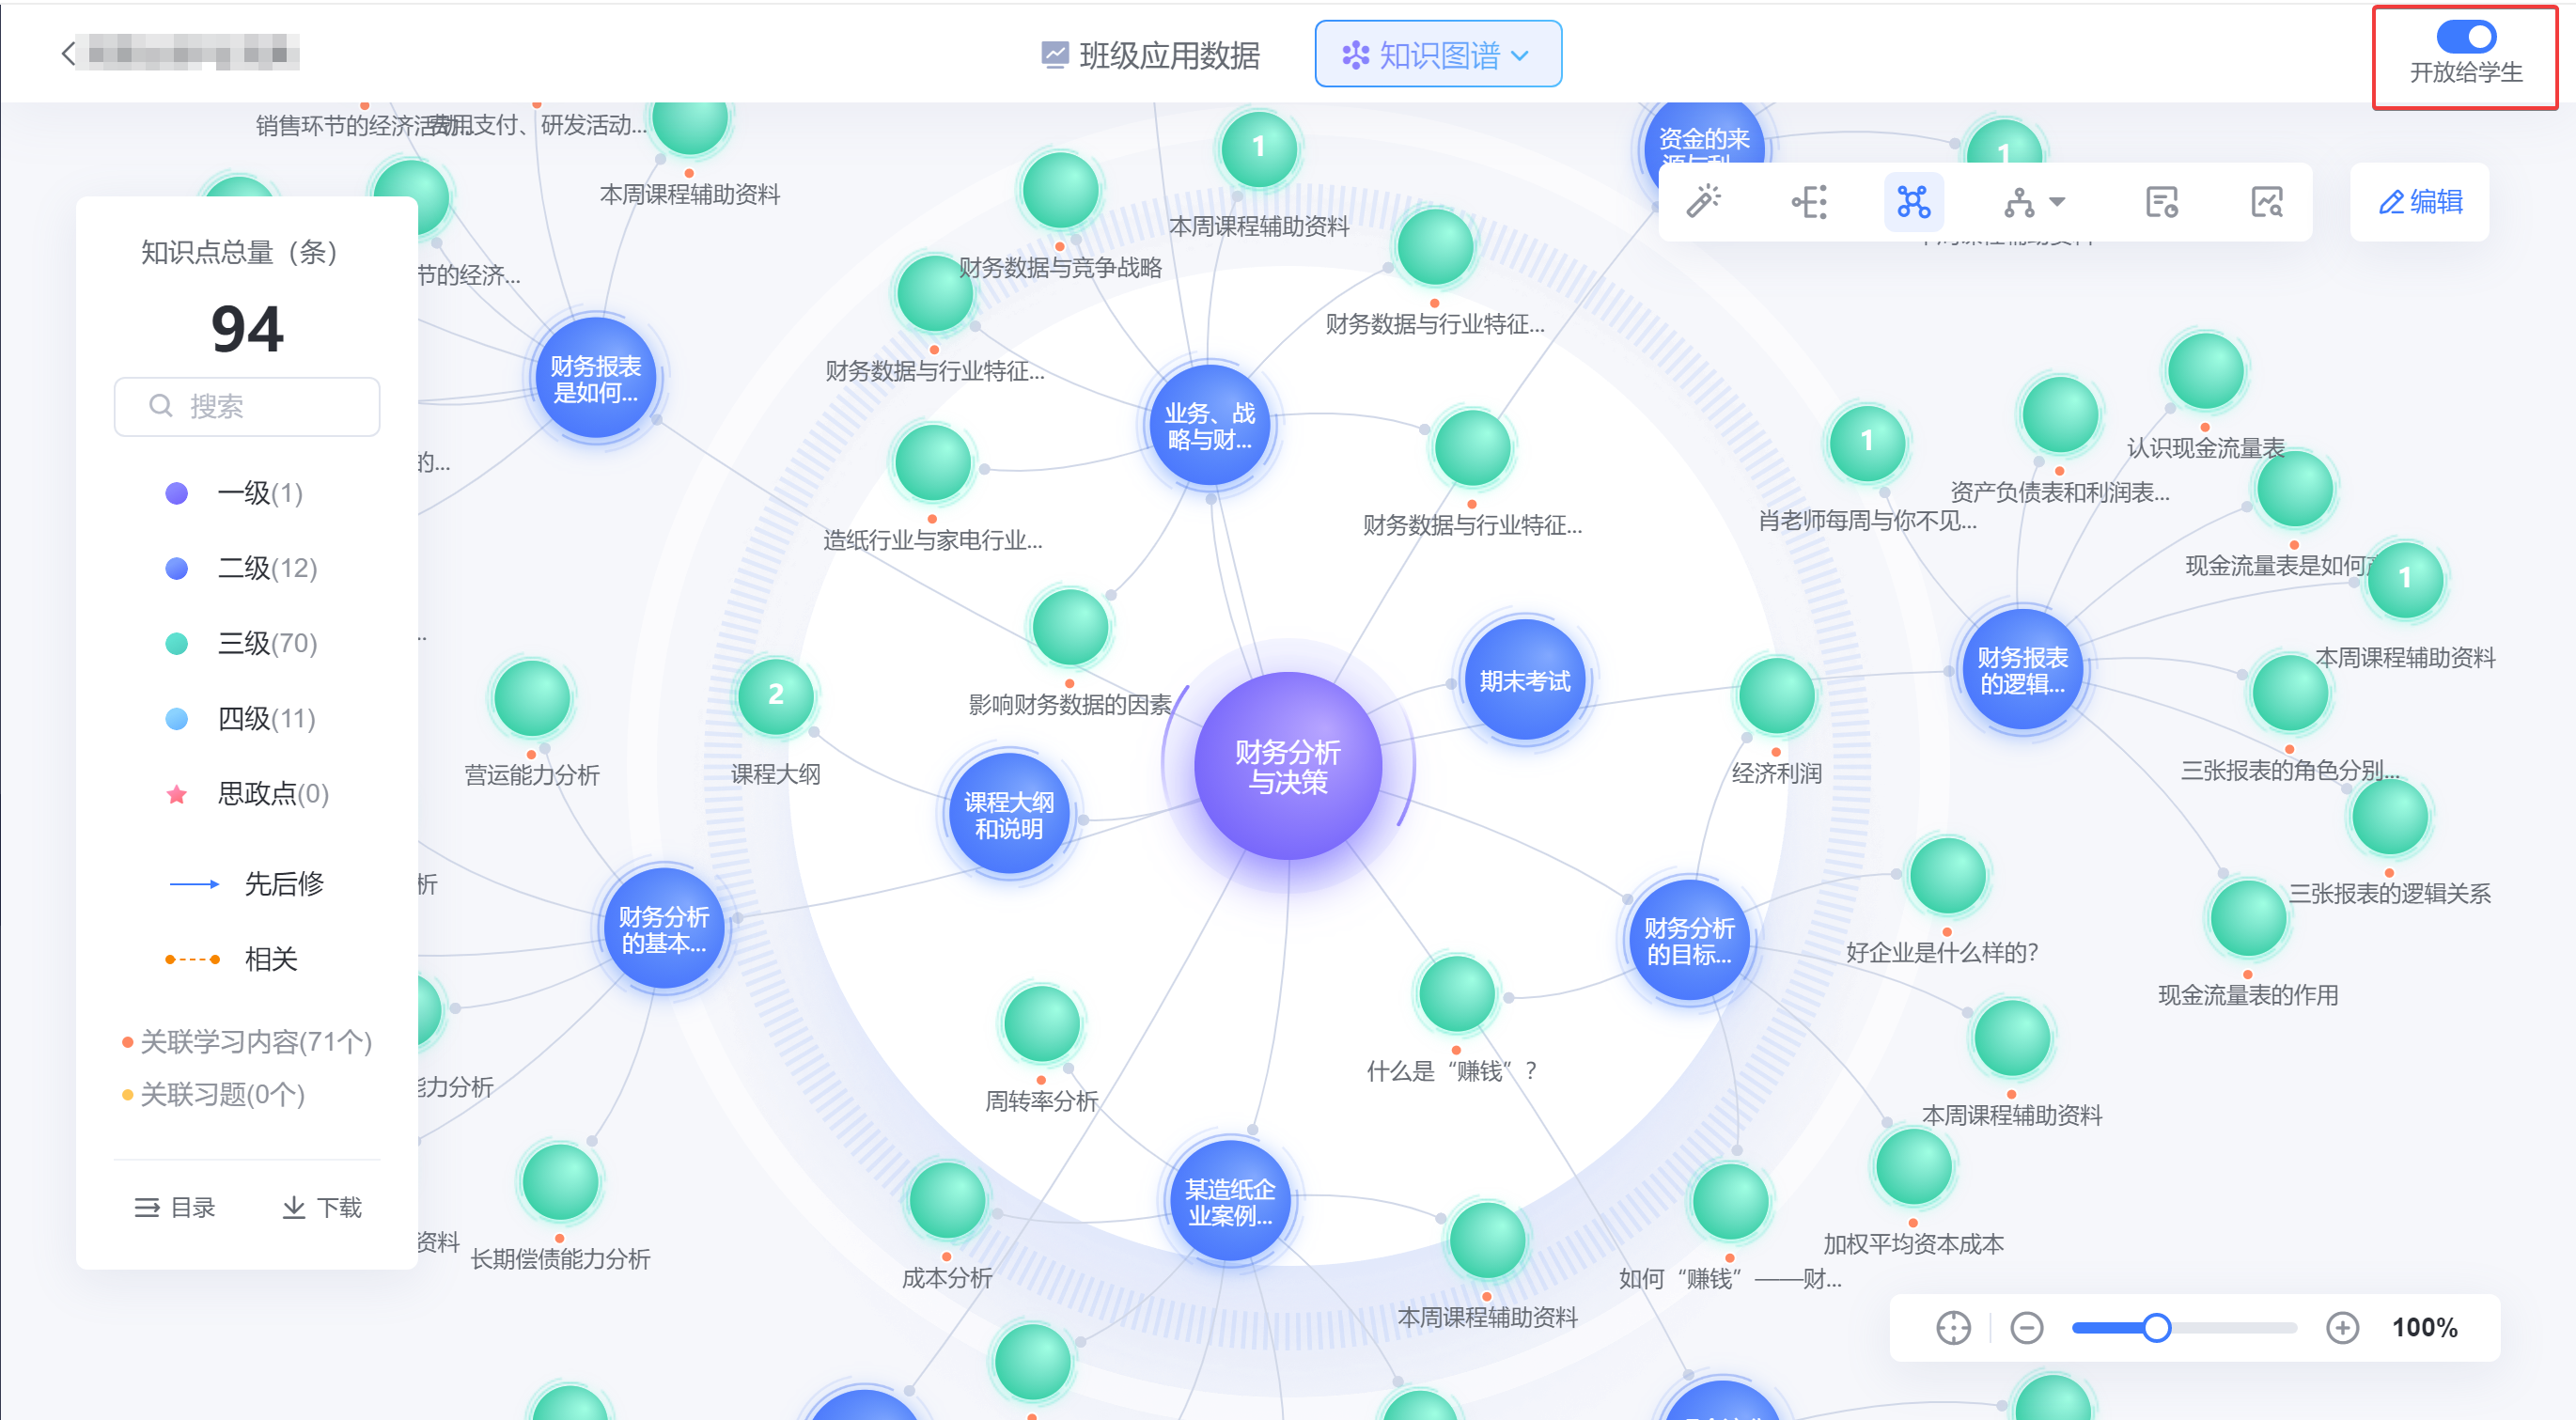 班级应用数据
知识图谱
开放给学生
编辑
知识点总量（条）
94
搜索
一级(1)
二级(12)
三级(70)
四级(11)
思政点(0)
先后修
相关
关联学习内容(71个)
关联习题(0个)
目录
下载
销售环节的经济活动...
费用支付、研发活动...
本周课程辅助资料
节的经济...
的...
财务报表
是如何...
1
本周课程辅助资料
财务数据与竞争战略
财务数据与行业特征...
财务数据与行业特征...
业务、战
略与财...
造纸行业与家电行业...
财务数据与行业特征...
影响财务数据的因素
资金的来
1
1
肖老师每周与你不见...
资产负债表和利润表...
认识现金流量表
现金流量表是如何
1
本周课程辅助资料
财务报表
的逻辑...
三张报表的角色分别...
三张报表的逻辑关系
现金流量表的作用
期末考试
经济利润
财务分析
与决策
2
课程大纲
课程大纲
和说明
营运能力分析
析
财务分析
的基本...
能力分析
资料
长期偿债能力分析
财务分析
的目标...
好企业是什么样的？
本周课程辅助资料
加权平均资本成本
如何“赚钱”——财...
什么是“赚钱”？
周转率分析
某造纸企
业案例...
成本分析
本周课程辅助资料
100%